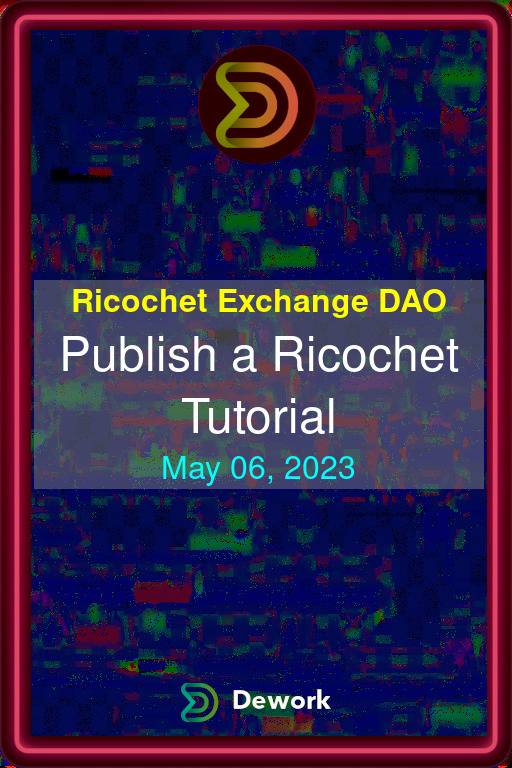 Ricochet Exchange DAO
Publish a Ricochet
Tutorial
May 06, 2023
Dework